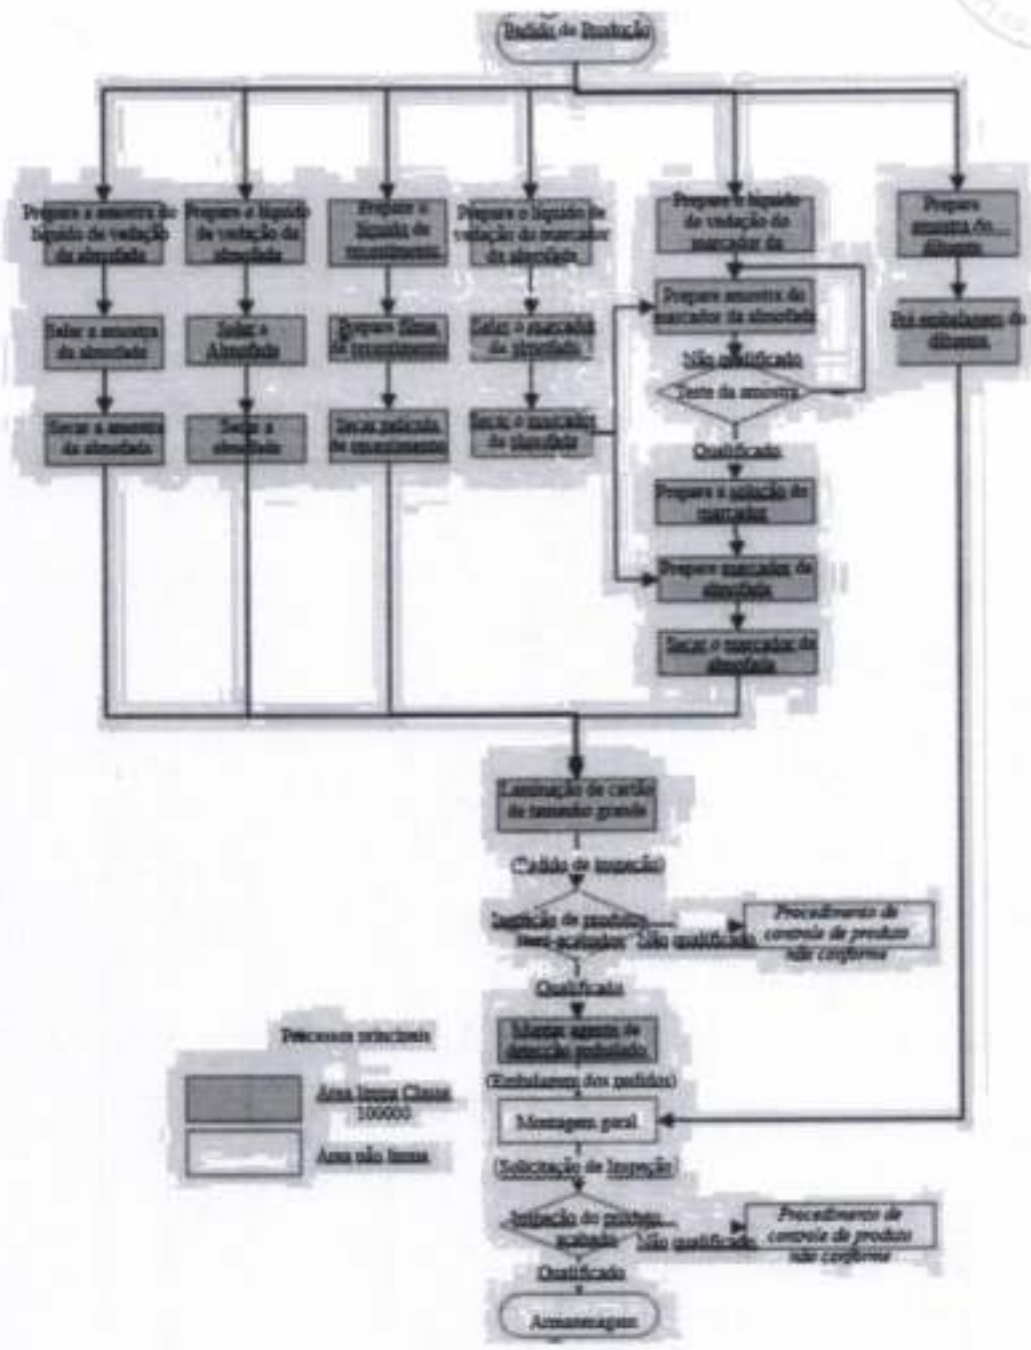 Pedido de Produção
Prepare a amostra do
líquido de vedação
da almofada
Selar a amostra
da almofada
Secar a amostra
da almofada
Prepare o líquido
de vedação da
almofada
Selar a
Almofada
Secar a
almofada
Prepare o
líquido de
revestimento
Prepare filme
de revestimento
Secar película
de revestimento
Prepare o líquido de
vedação do marcador
da almofada
Selar o marcador
da almofada
Secar o marcador
da almofada
Prepare o líquido
de vedação do
marcador da
Prepare amostra do
marcador da almofada
Não qualificado
Teste da amostra
Qualificado
Prepare a solução do
marcador
Prepare marcador da
almofada
Secar o marcador da
almofada
Prepare
amostra do
diluente
Pré embalagem do
diluente
Laminação de cartão
de tamanho grande
(Pedido de inspeção)
Inspeção de produtos
semi-acabados
Não qualificado
Procedimento de
controle de produto
não conforme
Qualificado
Montar agente de
detecção embalado
(Embalagem dos pedidos)
Montagem geral
(Solicitação de Inspeção)
Inspeção do produto
acabado
Não qualificado
Procedimento de
controle de produto
não conforme
Qualificado
Armazenagem
Processos principais
Área limpa Classe
100000
Área não limpa